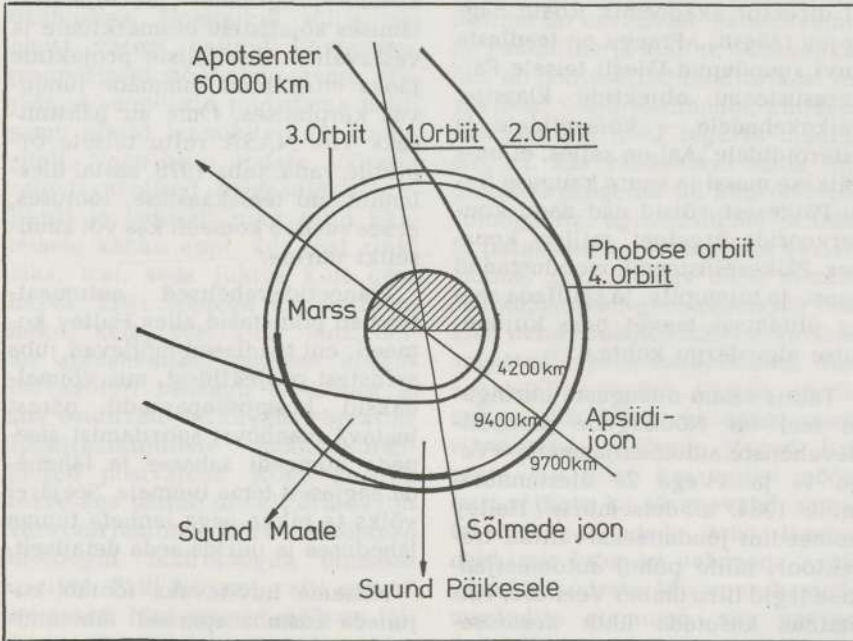 Apotsenter
60000 km
3. Orbiit
1. Orbiit
2. Orbiit
Phobose orbiit
4. Orbiit
Marss
4200 km
9400 km
9700 km
Apsiidi-
joon
Suund Maale
Sõlmede joon
Suund Päikesele